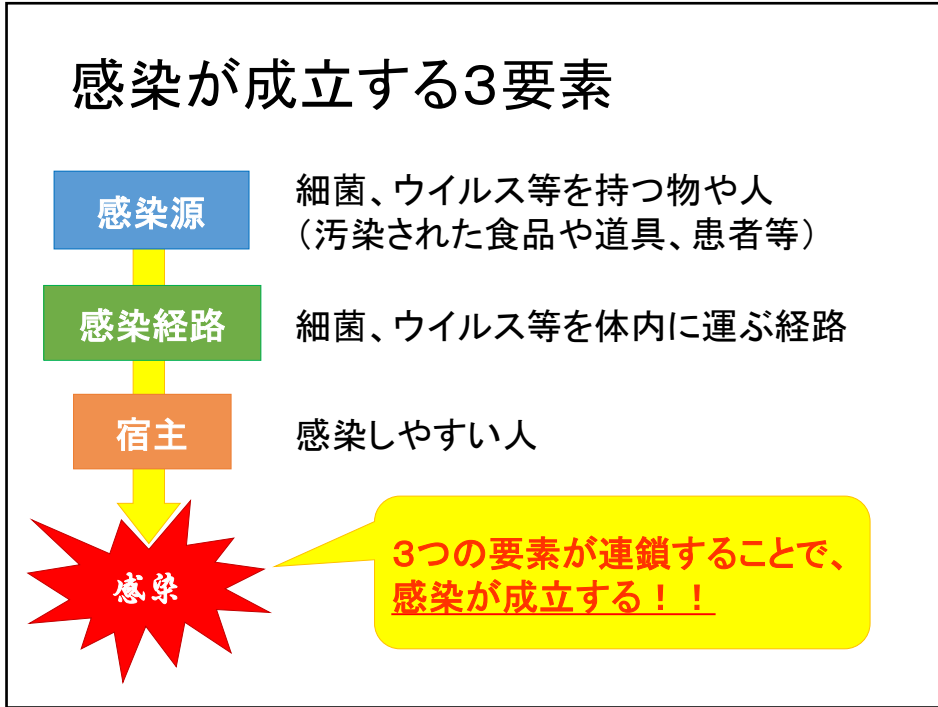 感染が成立する３要素
感染源
細菌、ウイルス等を持つ物や人
（汚染された食品や道具、患者等）
感染経路
細菌、ウイルス等を体内に運ぶ経路
宿主
感染しやすい人
感染
３つの要素が連鎖することで、
感染が成立する！！